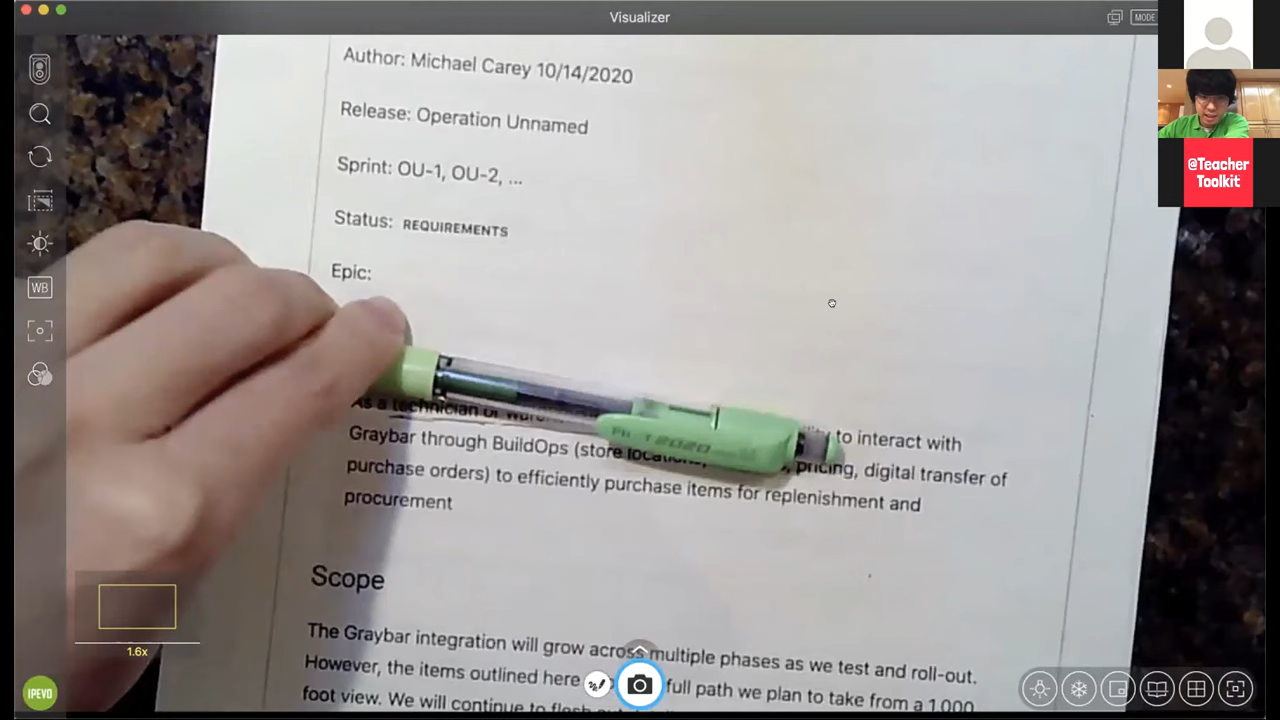 Visualizer
MODE
@Teacher
Toolkit
Author: Michael Carey 10/14/2020
Release: Operation Unnamed
Sprint: OU-1, OU-2, ...
Status: REQUIREMENTS
Epic:
WB
As a technician or to interact with
Graybar through BuildOps (store locations, pricing, digital transfer of
purchase orders) to efficiently purchase items for replenishment and
procurement
Scope
The Graybar integration will grow across multiple phases as we test and roll-out.
However, the items outlined here full path we plan to take from a 1,000
foot view. We will continue to flesh
1.6x
IPEVO